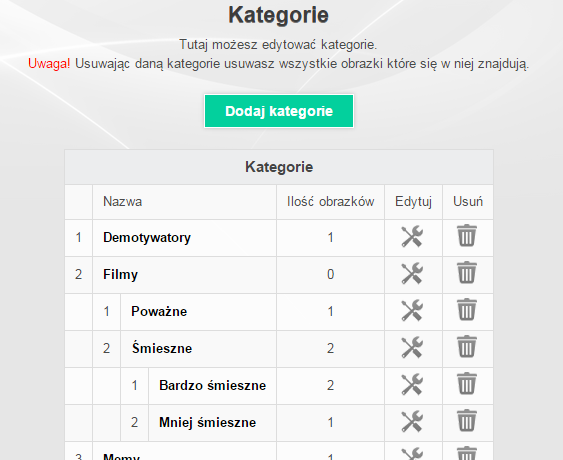 Kategorie
Tutaj możesz edytować kategorie.
Uwaga! Usuwając daną kategorie usuwasz wszystkie obrazki które się w niej znajdują.
Dodaj kategorie
Kategorie
Nazwa Ilość obrazków Edytuj Usuń
1 Demotywatory 1
2 Filmy 0
1 Poważne 1
2 Śmieszne 2
1 Bardzo śmieszne 2
2 Mniej śmieszne 1
3 Memy 1